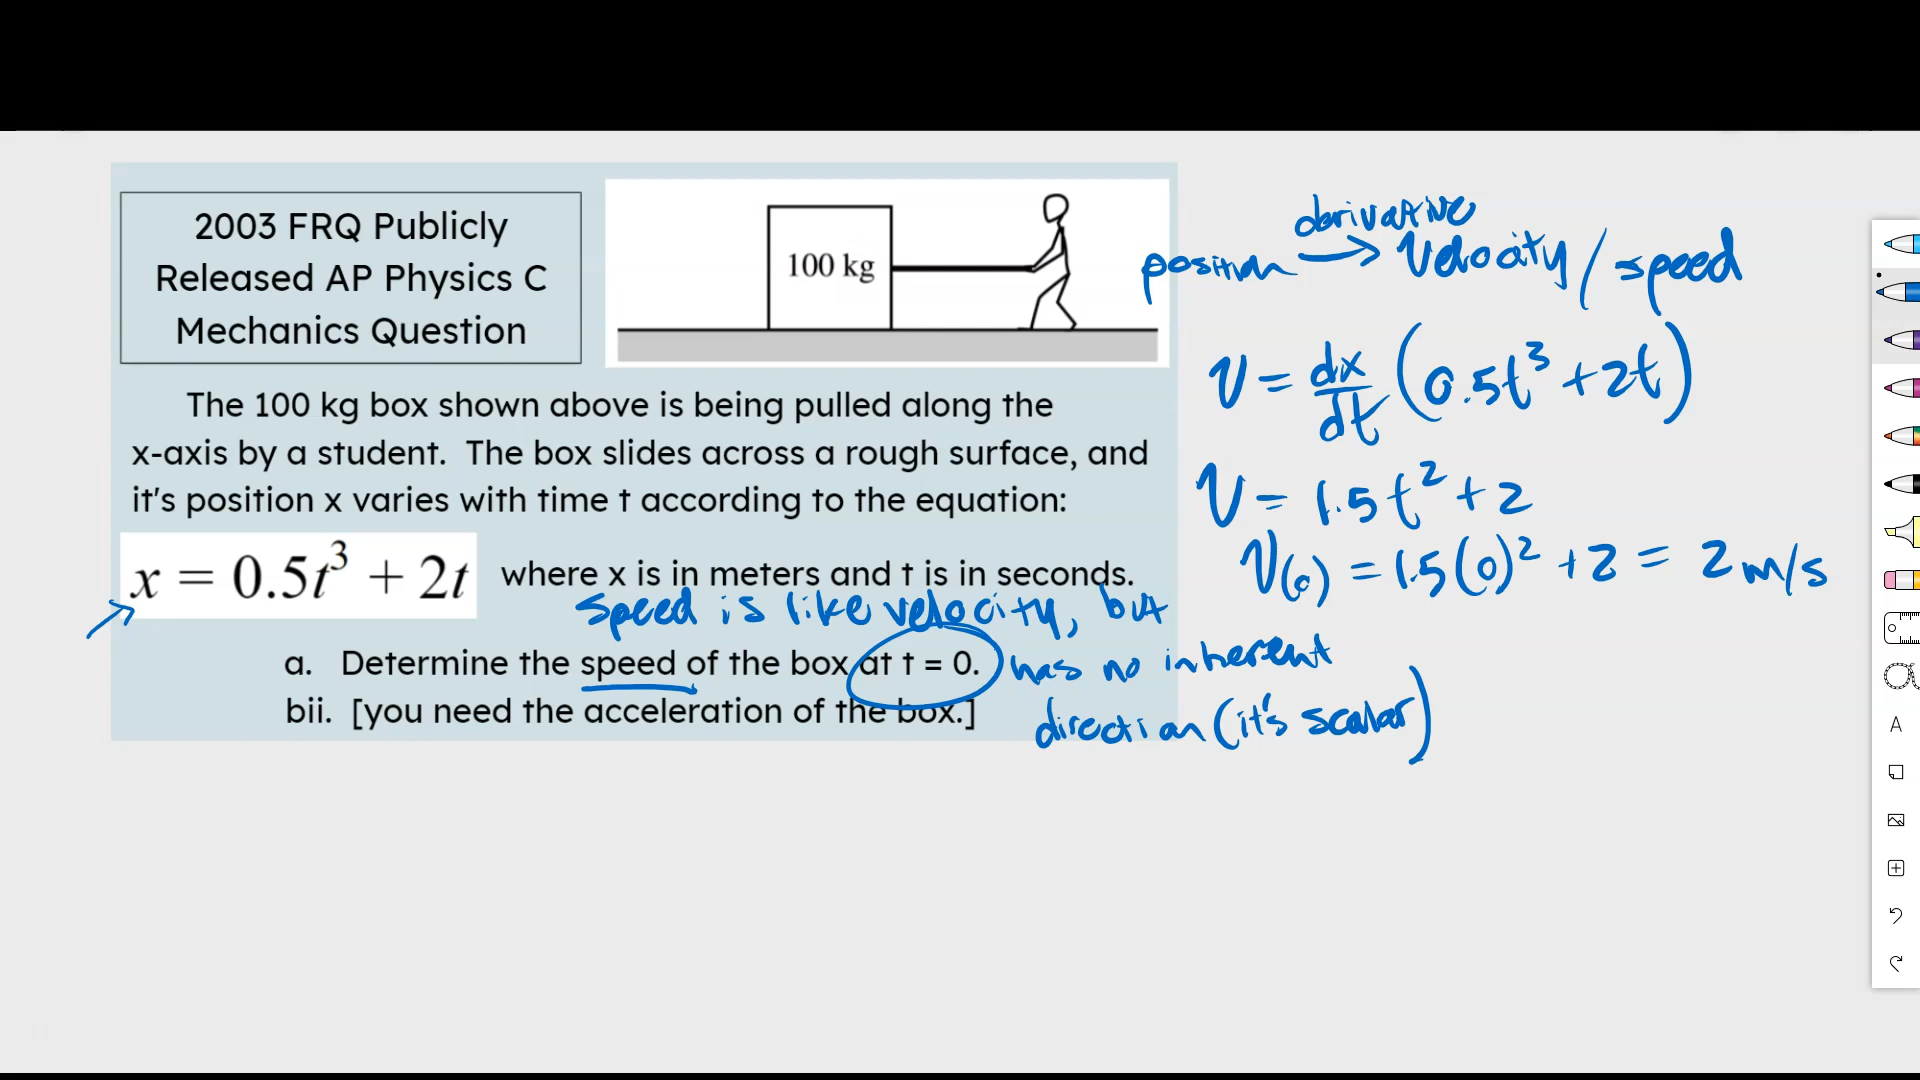 2003 FRQ Publicly
Released AP Physics C
Mechanics Question
100 kg
The 100 kg box shown above is being pulled along the
x-axis by a student. The box slides across a rough surface, and
it's position x varies with time t according to the equation:
x = 0.5t³ + 2t where x is in meters and t is in seconds.
a. Determine the speed of the box at t = 0.
bii. [you need the acceleration of the box.]
speed is like velocity, but
has no inherent
direction (it's scalar)
derivative
position → velocity / speed
v = dx/dt (0.5t³ + 2t)
v = 1.5t² + 2
v(0) = 1.5(0)² + 2 = 2 m/s
A